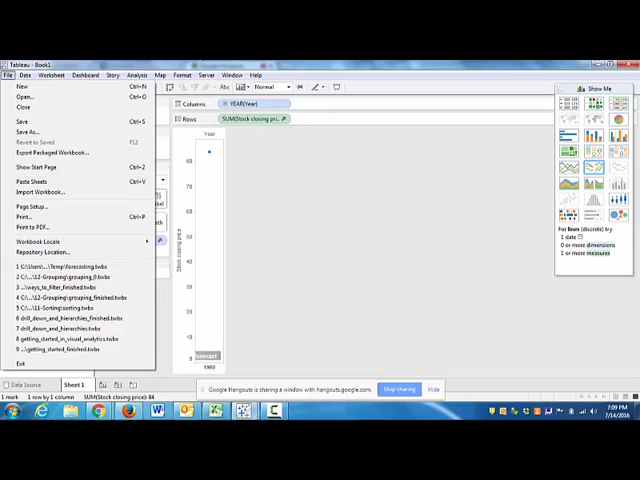 Tableau - Book1
File Data Worksheet Dashboard Story Analysis Map Format Server Window Help
Abc Normal
New Ctrl+N
Open... Ctrl+O
Close
Save Ctrl+S
Save As...
Revert to Saved F12
Export Packaged Workbook...
Show Start Page Ctrl+2
Paste Sheets Ctrl+V
Import Workbook...
Page Setup...
Print... Ctrl+P
Print to PDF...
Workbook Locale
Repository Location...
1 C:\Users\...\Temp\forecasting.twbx
2 C:\...\12-Grouping\grouping_0.twbx
3 ...\ways_to_filter_finished.twbx
4 C:\...\12-Grouping\grouping_finished.twbx
5 C:\...\11-Sorting\sorting.twbx
6 drill_down_and_hierarchies_finished.twbx
7 drill_down_and_hierarchies.twbx
8 getting_started_in_visual_analytics.twbx
9 ...\getting_started_finished.twbx
Exit
Columns YEAR(Year)
Rows SUM(Stock closing pri..
Year
80
70
60
50
40
30
20
10
0
Stock closing price
1980
Show Me
For lines (discrete) try
1 date
0 or more dimensions
1 or more measures
Google Hangouts is sharing a window with hangouts.google.com. Stop sharing Hide
Data Source Sheet 1
1 mark 1 row by 1 column SUM(Stock closing price): 84
7:09 PM
7/14/2016